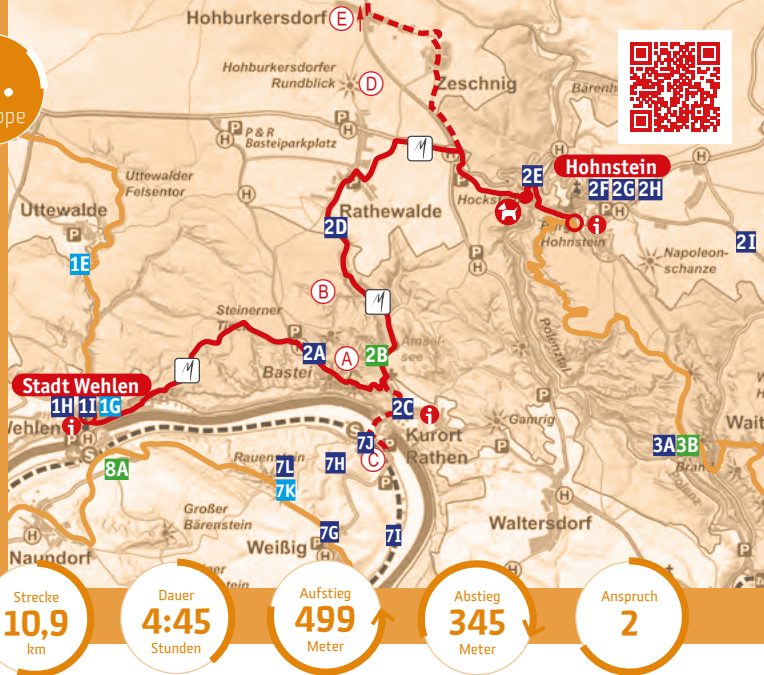 Hohburkersdorf E
Hohburkersdorfer
Rundblick D
Zeschnig
P
H
P & R
Basteiparkplatz
P
H
H
H
H
Uttewalder
Felsentor
Uttewalde
P
1E
Rathewalde
2D
P
H
P
2E
Hohnstein
2F 2G 2H
i
Hohnstein
Napoleon-
schanze
2I
P
H
B
Steinerner
P
2A
A
2B
Amsel-
see
Bastei
Polenztal
Stadt Wehlen
1H 1I 1G
i
P H
S
2C
i
Gamrig
7J
S
C
Kurort
Rathen
P
3A 3B
8A
Rauenstein
7L
7H
7K
P
H
Großer
Bärenstein
Waltersdorf
7G
P
H
7I
Weißig
H
P
Naundorf
H
Strecke
10,9
km
Dauer
4:45
Stunden
Aufstieg
499
Meter
Abstieg
345
Meter
Anspruch
2